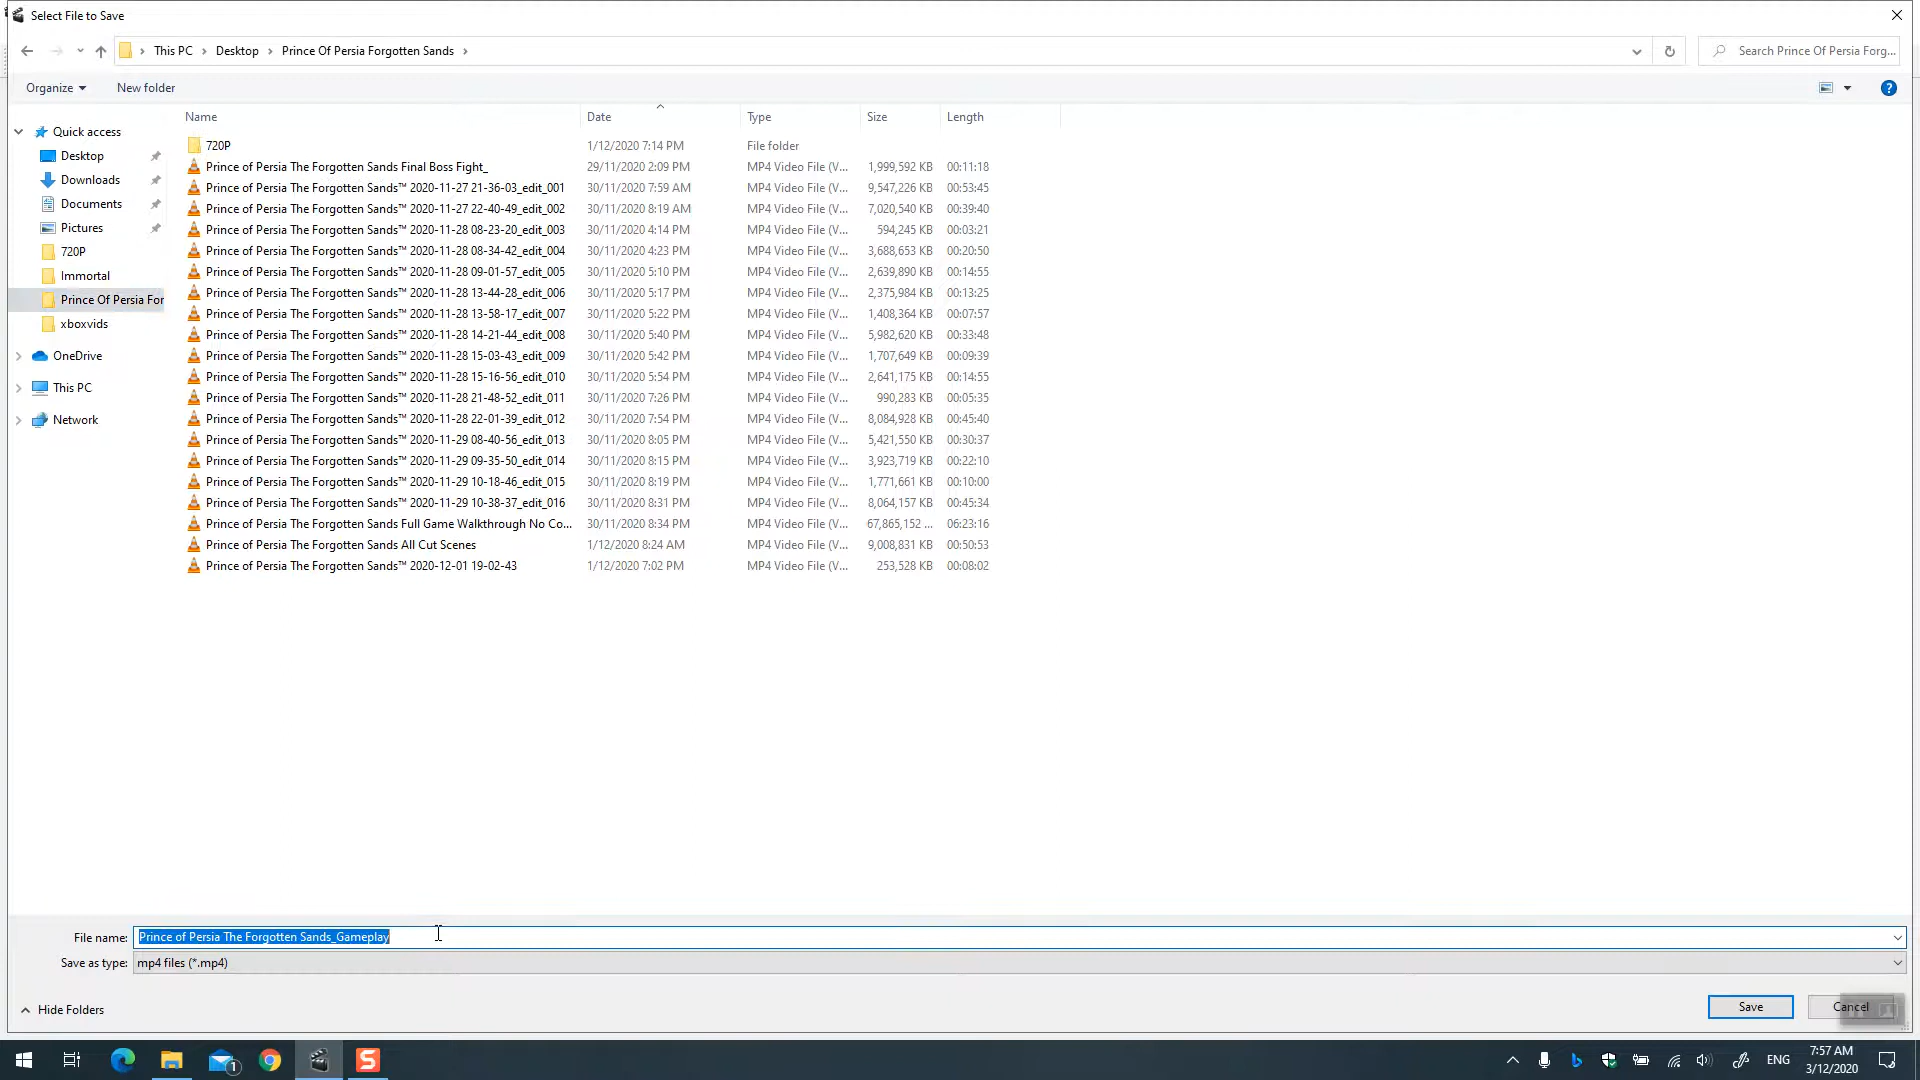 Select File to Save
This PC > Desktop > Prince Of Persia Forgotten Sands >
Search Prince Of Persia Forg...
Organize New folder
Name Date Type Size Length
Quick access
Desktop
Downloads
Documents
Pictures
720P
Immortal
Prince Of Persia For
xboxvids
OneDrive
This PC
Network
720P 1/12/2020 7:14 PM File folder
Prince of Persia The Forgotten Sands Final Boss Fight_ 29/11/2020 2:09 PM MP4 Video File (V... 1,999,592 KB 00:11:18
Prince of Persia The Forgotten Sands™ 2020-11-27 21-36-03_edit_001 30/11/2020 7:59 AM MP4 Video File (V... 9,547,226 KB 00:53:45
Prince of Persia The Forgotten Sands™ 2020-11-27 22-40-49_edit_002 30/11/2020 8:19 AM MP4 Video File (V... 7,020,540 KB 00:39:40
Prince of Persia The Forgotten Sands™ 2020-11-28 08-23-20_edit_003 30/11/2020 4:14 PM MP4 Video File (V... 594,245 KB 00:03:21
Prince of Persia The Forgotten Sands™ 2020-11-28 08-34-42_edit_004 30/11/2020 4:23 PM MP4 Video File (V... 3,688,653 KB 00:20:50
Prince of Persia The Forgotten Sands™ 2020-11-28 09-01-57_edit_005 30/11/2020 5:10 PM MP4 Video File (V... 2,639,890 KB 00:14:55
Prince of Persia The Forgotten Sands™ 2020-11-28 13-44-28_edit_006 30/11/2020 5:17 PM MP4 Video File (V... 2,375,984 KB 00:13:25
Prince of Persia The Forgotten Sands™ 2020-11-28 13-58-17_edit_007 30/11/2020 5:22 PM MP4 Video File (V... 1,408,364 KB 00:07:57
Prince of Persia The Forgotten Sands™ 2020-11-28 14-21-44_edit_008 30/11/2020 5:40 PM MP4 Video File (V... 5,982,620 KB 00:33:48
Prince of Persia The Forgotten Sands™ 2020-11-28 15-03-43_edit_009 30/11/2020 5:42 PM MP4 Video File (V... 1,707,649 KB 00:09:39
Prince of Persia The Forgotten Sands™ 2020-11-28 15-16-56_edit_010 30/11/2020 5:54 PM MP4 Video File (V... 2,641,175 KB 00:14:55
Prince of Persia The Forgotten Sands™ 2020-11-28 21-48-52_edit_011 30/11/2020 7:26 PM MP4 Video File (V... 990,283 KB 00:05:35
Prince of Persia The Forgotten Sands™ 2020-11-28 22-01-39_edit_012 30/11/2020 7:54 PM MP4 Video File (V... 8,084,928 KB 00:45:40
Prince of Persia The Forgotten Sands™ 2020-11-29 08-40-56_edit_013 30/11/2020 8:05 PM MP4 Video File (V... 5,421,550 KB 00:30:37
Prince of Persia The Forgotten Sands™ 2020-11-29 09-35-50_edit_014 30/11/2020 8:15 PM MP4 Video File (V... 3,923,719 KB 00:22:10
Prince of Persia The Forgotten Sands™ 2020-11-29 10-18-46_edit_015 30/11/2020 8:19 PM MP4 Video File (V... 1,771,661 KB 00:10:00
Prince of Persia The Forgotten Sands™ 2020-11-29 10-38-37_edit_016 30/11/2020 8:31 PM MP4 Video File (V... 8,064,157 KB 00:45:34
Prince of Persia The Forgotten Sands Full Game Walkthrough No Co... 30/11/2020 8:34 PM MP4 Video File (V... 67,865,152 ... 06:23:16
Prince of Persia The Forgotten Sands All Cut Scenes 1/12/2020 8:24 AM MP4 Video File (V... 9,008,831 KB 00:50:53
Prince of Persia The Forgotten Sands™ 2020-12-01 19-02-43 1/12/2020 7:02 PM MP4 Video File (V... 253,528 KB 00:08:02
File name: Prince of Persia The Forgotten Sands_Gameplay
Save as type: mp4 files (*.mp4)
Hide Folders Save Cancel
1 S ENG 7:57 AM
3/12/2020